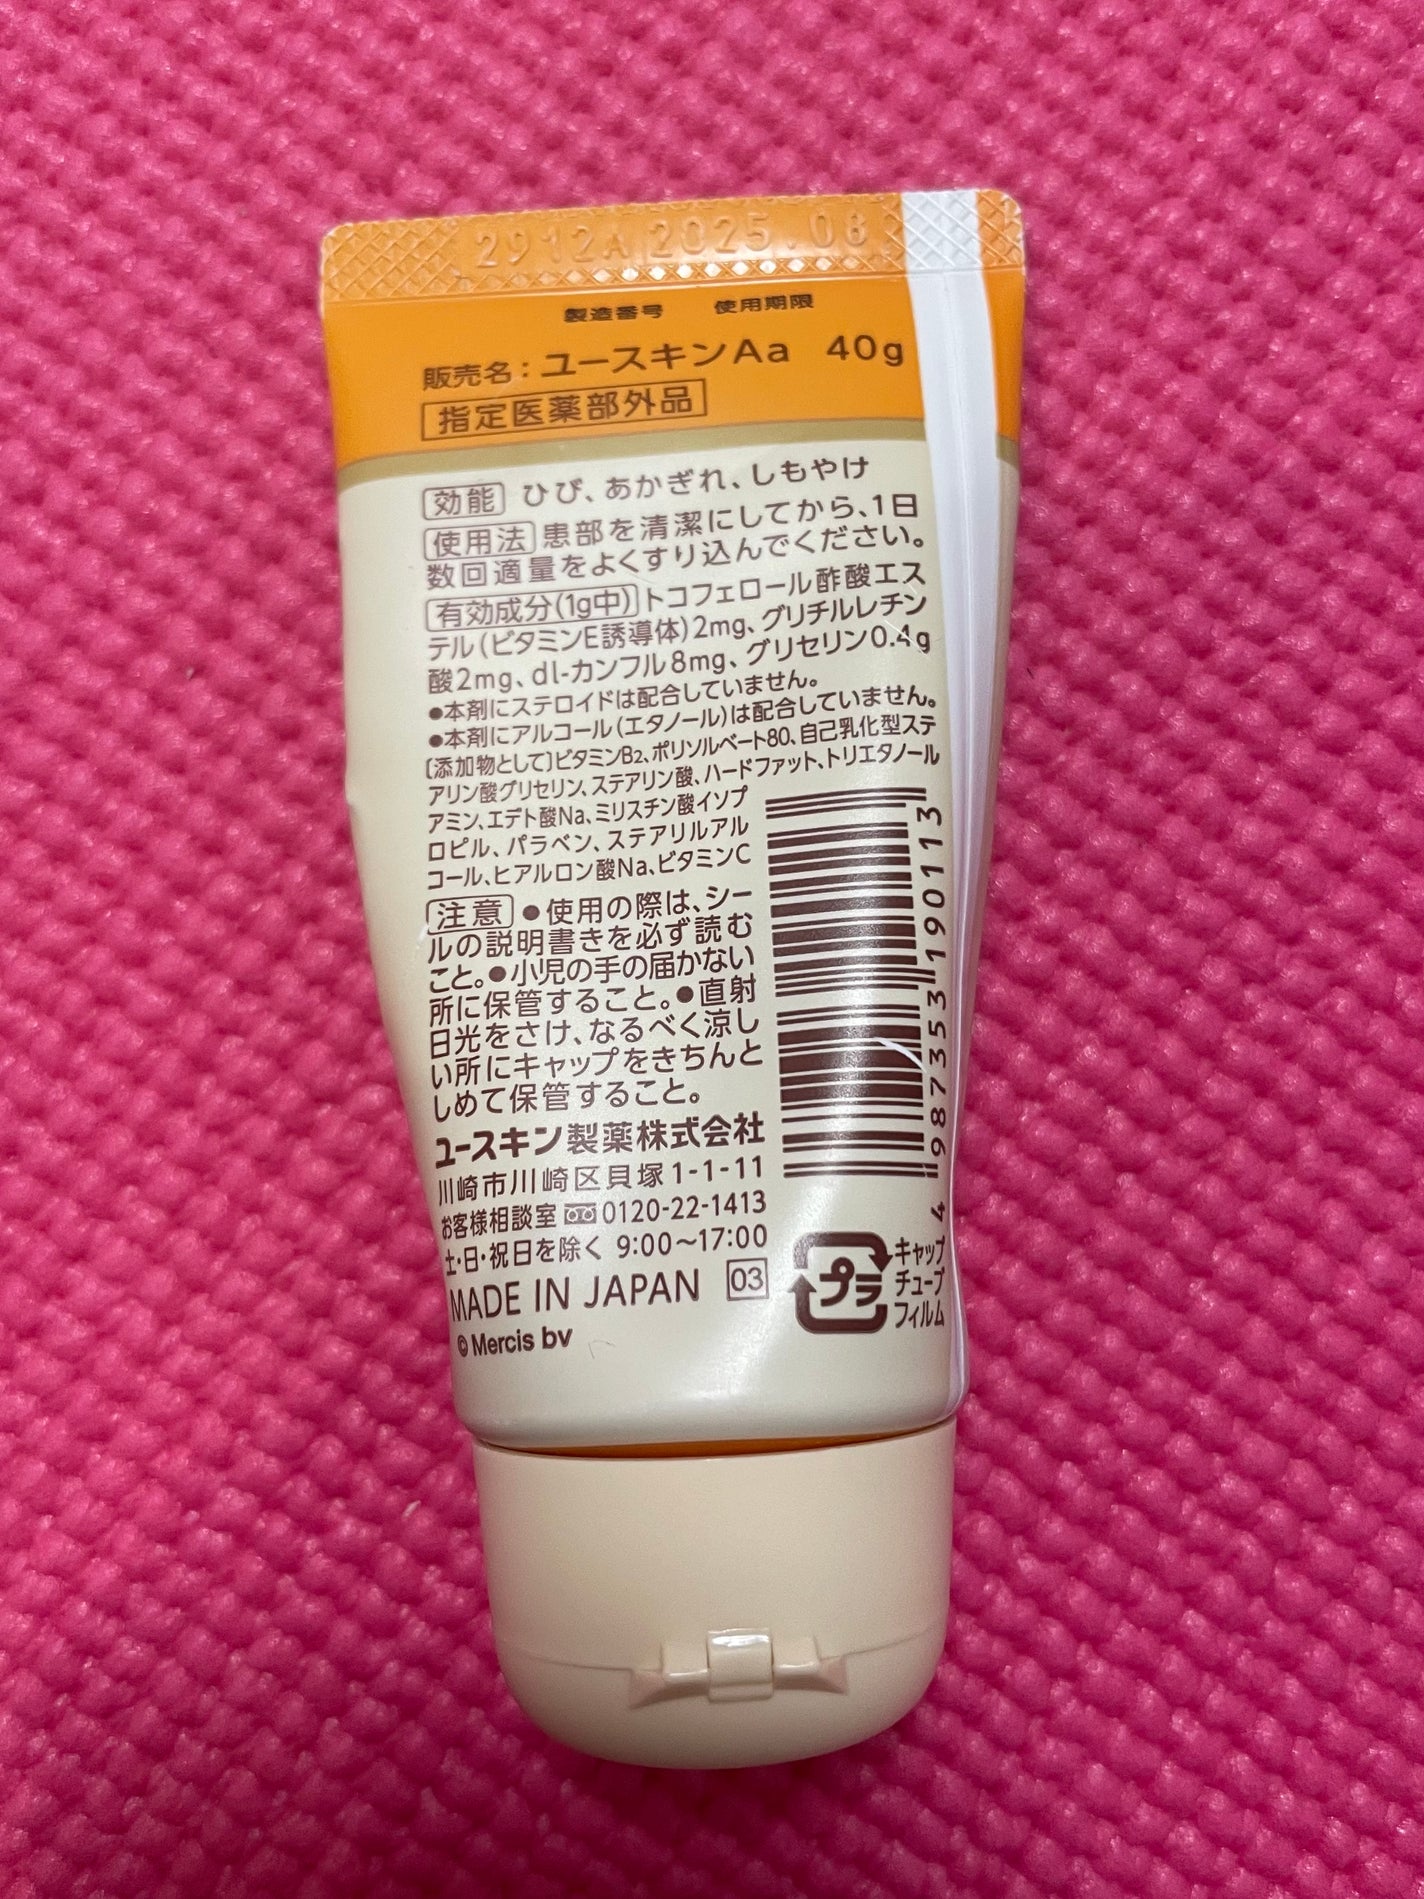 2912A 2025.08
製造番号 使用期限
販売名：ユースキンAa 40g
指定医薬部外品
効能 ひび、あかぎれ、しもやけ
使用法 患部を清潔にしてから、1日
数回適量をよくすり込んでください。
有効成分(1g中) トコフェロール酢酸エス
テル(ビタミンE誘導体)2mg、グリチルレチン
酸2mg、dl-カンフル8mg、グリセリン0.4g
●本剤にステロイドは配合していません。
●本剤にアルコール(エタノール)は配合していません。
〔添加物として〕ビタミンB2、ポリソルベート80、自己乳化型ステ
アリン酸グリセリン、ステアリン酸、ハードファット、トリエタノール
アミン、エデト酸Na、ミリスチン酸イソプ
ロピル、パラベン、ステアリルアル
コール、ヒアルロン酸Na、ビタミンC
注意 ●使用の際は、シー
ルの説明書きを必ず読む
こと。●小児の手の届かない
所に保管すること。●直射
日光をさけ、なるべく涼し
い所にキャップをきちんと
しめて保管すること。
ユースキン製薬株式会社
川崎市川崎区貝塚1-1-11
お客様相談室 0120-22-1413
土・日・祝日を除く 9:00～17:00
MADE IN JAPAN 03
© Mercis bv
4 987353 190113
プラ
キャップ
チューブ
フィルム